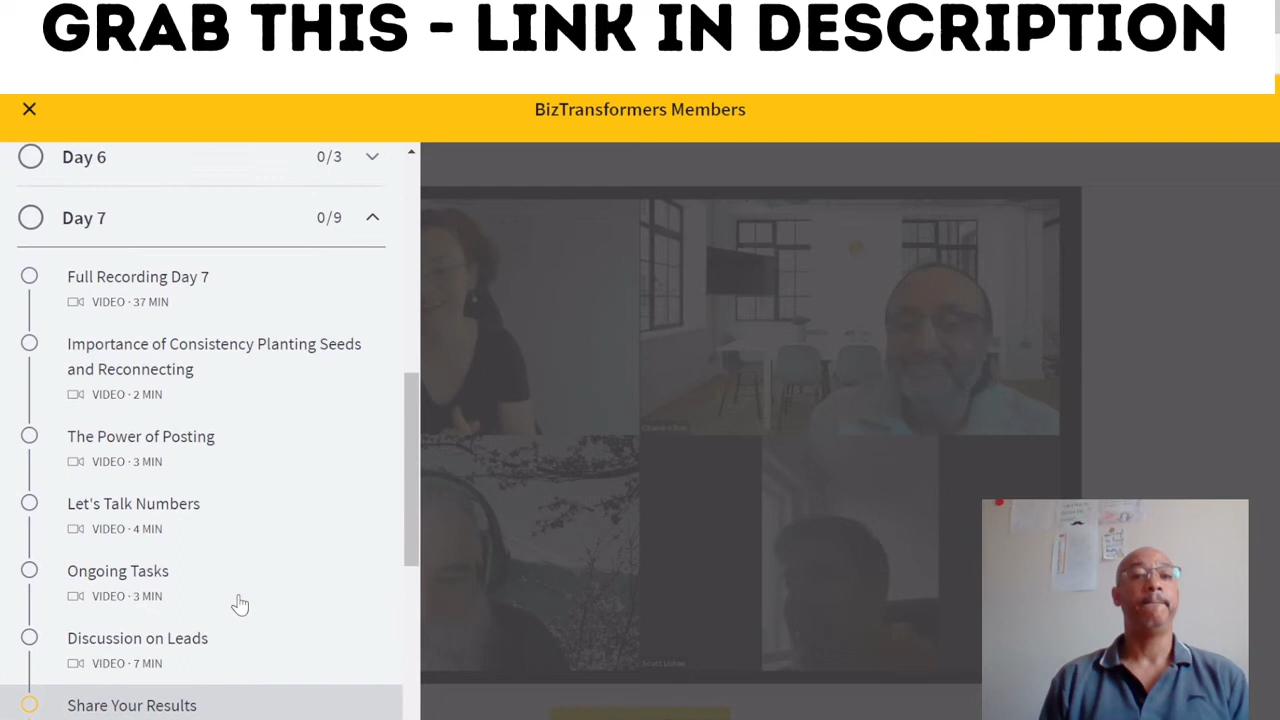 GRAB THIS - LINK IN DESCRIPTION
BizTransformers Members
Day 6
0/3
Day 7
0/9
Full Recording Day 7
VIDEO · 37 MIN
Importance of Consistency Planting Seeds
and Reconnecting
VIDEO · 2 MIN
The Power of Posting
VIDEO · 3 MIN
Let's Talk Numbers
VIDEO · 4 MIN
Ongoing Tasks
VIDEO · 3 MIN
Discussion on Leads
VIDEO · 7 MIN
Share Your Results